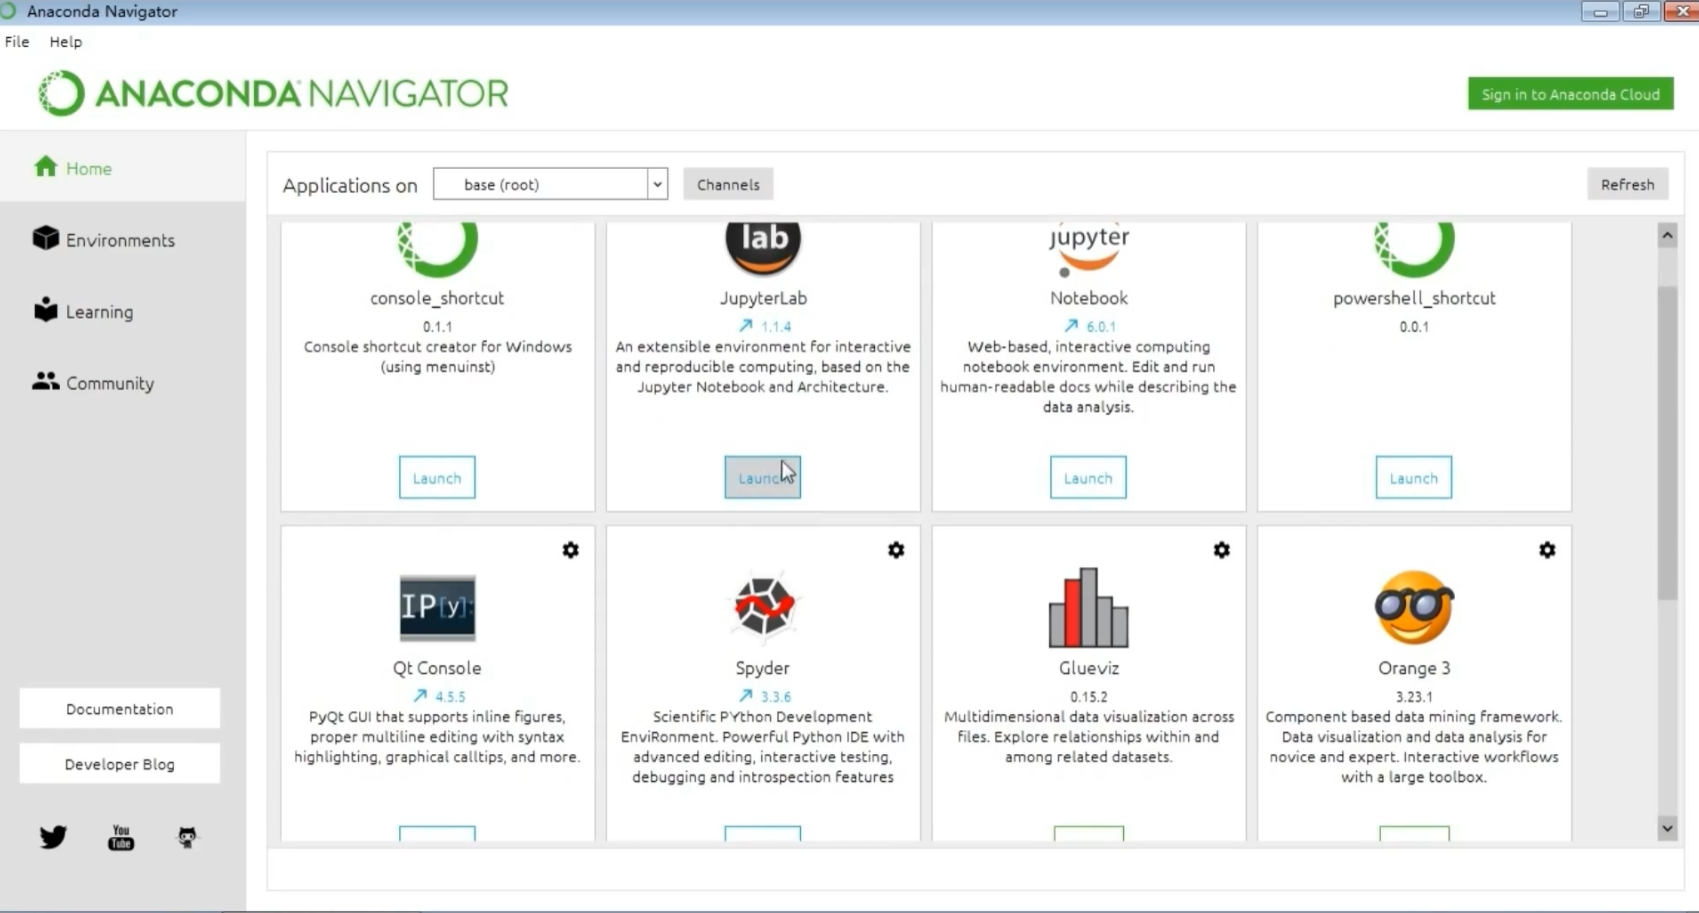 Anaconda Navigator
File Help
ANACONDA NAVIGATOR
Sign in to Anaconda Cloud
Home
Environments
Learning
Community
Documentation
Developer Blog
You
Tube
Applications on
base (root)
Channels
Refresh
console_shortcut
0.1.1
Console shortcut creator for Windows
(using menuinst)
Launch
lab
JupyterLab
1.1.4
An extensible environment for interactive
and reproducible computing, based on the
Jupyter Notebook and Architecture.
Launch
jupyter
Notebook
6.0.1
Web-based, interactive computing
notebook environment. Edit and run
human-readable docs while describing the
data analysis.
Launch
powershell_shortcut
0.0.1
Launch
IP[y]:
Qt Console
4.5.5
PyQt GUI that supports inline figures,
proper multiline editing with syntax
highlighting, graphical calltips, and more.
Spyder
3.3.6
Scientific PYthon Development
EnviRonment. Powerful Python IDE with
advanced editing, interactive testing,
debugging and introspection features
Glueviz
0.15.2
Multidimensional data visualization across
files. Explore relationships within and
among related datasets.
Orange 3
3.23.1
Component based data mining framework.
Data visualization and data analysis for
novice and expert. Interactive workflows
with a large toolbox.